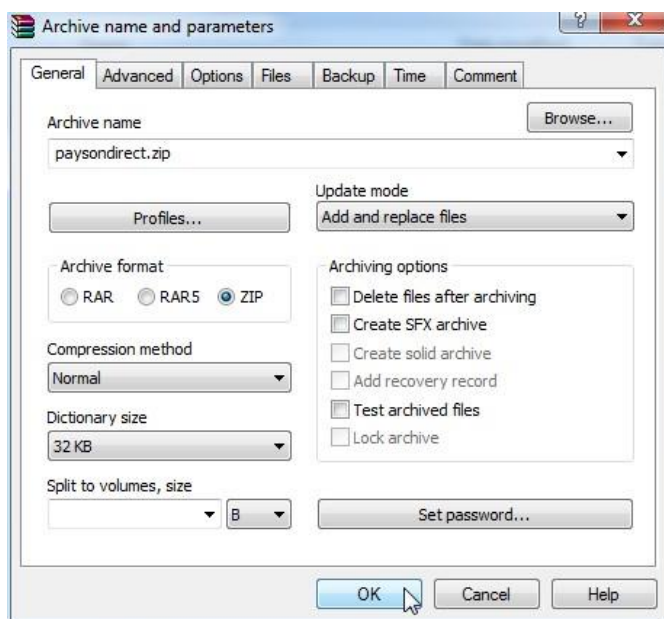 Archive name and parameters
?
X
General Advanced Options Files Backup Time Comment
Archive name
Browse...
paysondirect.zip
Update mode
Profiles...
Add and replace files
Archive format
RAR RAR5 ZIP
Archiving options
Delete files after archiving
Create SFX archive
Create solid archive
Add recovery record
Test archived files
Lock archive
Compression method
Normal
Dictionary size
32 KB
Split to volumes, size
B
Set password...
OK Cancel Help